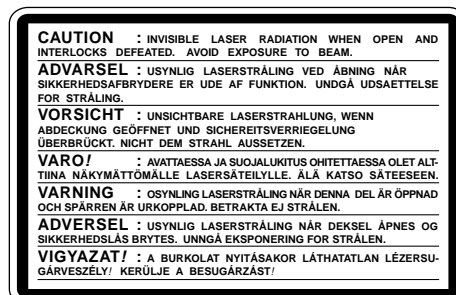 CAUTION : INVISIBLE LASER RADIATION WHEN OPEN AND
INTERLOCKS DEFEATED. AVOID EXPOSURE TO BEAM.
ADVARSEL : USYNLIG LASERSTRÅLING VED ÅBNING NÅR
SIKKERHEDSAFBRYDERE ER UDE AF FUNKTION. UNDGÅ UDSAETTELSE
FOR STRÅLING.
VORSICHT : UNSICHTBARE LASERSTRAHLUNG, WENN
ABDECKUNG GEÖFFNET UND SICHEREITSVERRIEGELUNG
ÜBERBRÜCKT. NICHT DEM STRAHL AUSSETZEN.
VARO! : AVATTAESSA JA SUOJALUKITUS OHITETTAESSA OLET ALT-
TIINA NÄKYMÄTTÖMÄLLE LASERSÄTEILYLLE. ÄLÄ KATSO SÄTEESEEN.
VARNING : OSYNLING LASERSTRÅLING NÅR DENNA DEL ÄR ÖPPNAD
OCH SPÄRREN ÄR URKOPPLAD. BETRAKTA EJ STRÅLEN.
ADVERSEL : USYNLIG LASERSTRÅLING NÅR DEKSEL ÅPNES OG
SIKKERHEDSLÅS BRYTES. UNNGÅ EKSPONERING FOR STRÅLEN.
VIGYAZAT! : A BURKOLAT NYITÁSAKOR LÁTHATATLAN LÉZERSU-
GÁRVESZÉLY! KERÜLJE A BESUGÁRZÁST!